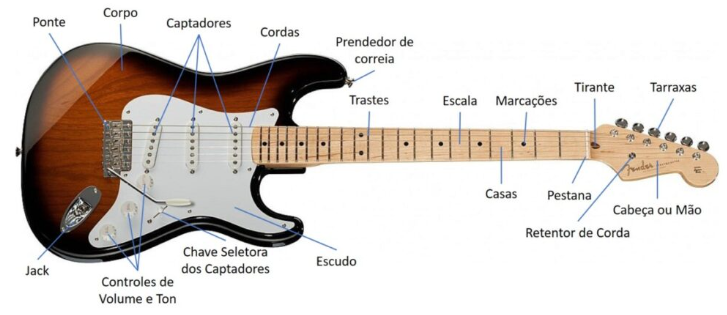 Corpo
Ponte
Captadores
Cordas
Prendedor de
correia
Trastes
Escala
Marcações
Tirante
Tarraxas
Casas
Pestana
Cabeça ou Mão
Retentor de Corda
Fender
Jack
Controles de
Volume e Ton
Chave Seletora
dos Captadores
Escudo